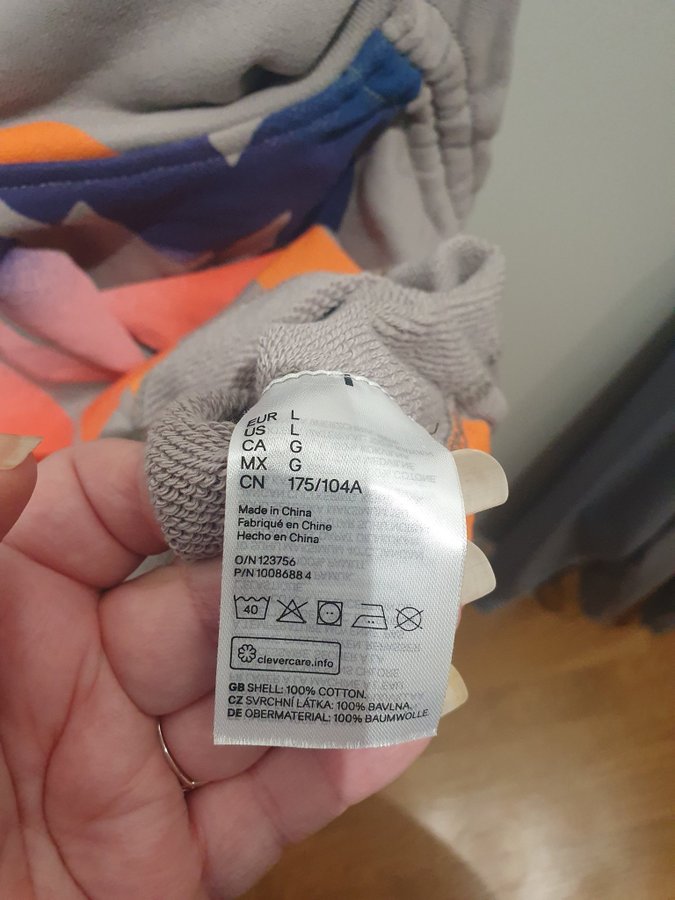 EUR L
US L
CA G
MX G
CN 175/104A
Made in China
Fabriqué en Chine
Hecho en China
O/N 123756
P/N 1008688 4
40
clevercare.info
GB SHELL: 100% COTTON.
CZ SVRCHNÍ LÁTKA: 100% BAVLNA.
DE OBERMATERIAL: 100% BAUMWOLLE.